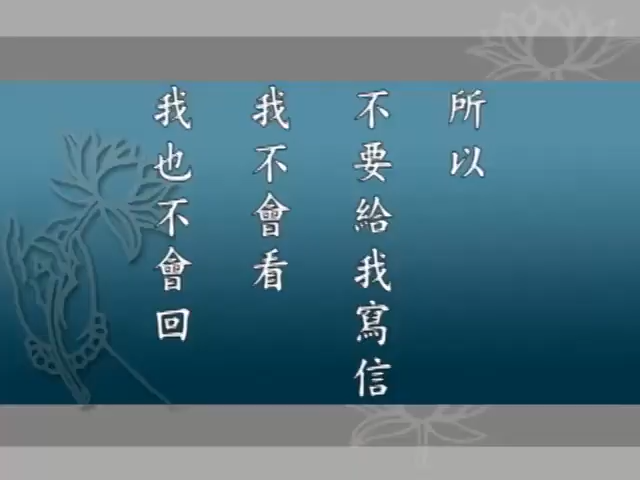 所以
不要給我寫信
我不會看
我也不會回